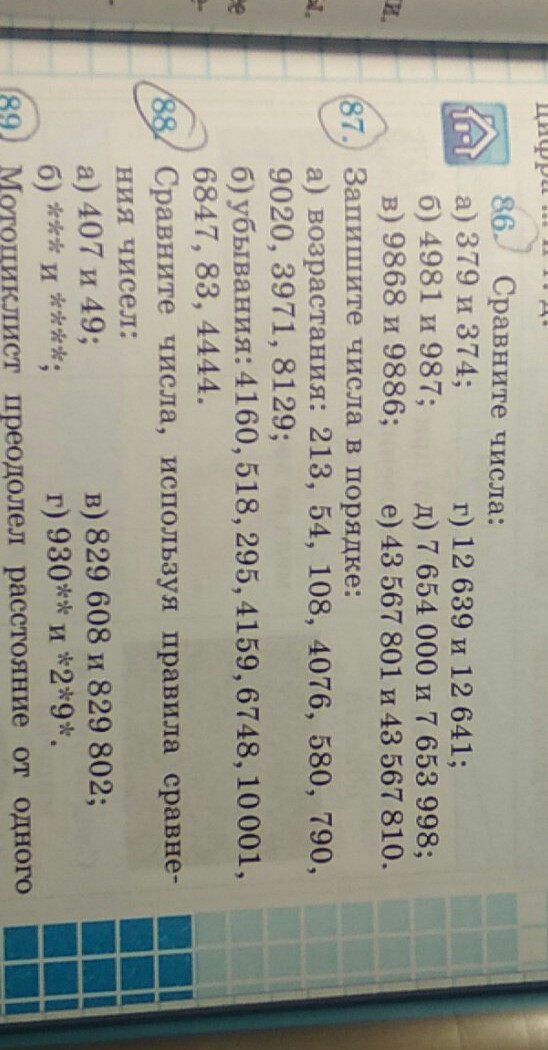 86. Сравните числа:
а) 379 и 374; г) 12 639 и 12 641;
б) 4981 и 987; д) 7 654 000 и 7 653 998;
в) 9868 и 9886; е) 43 567 801 и 43 567 810.
87. Запишите числа в порядке:
а) возрастания: 213, 54, 108, 4076, 580, 790,
9020, 3971, 8129;
б) убывания: 4160, 518, 295, 4159, 6748, 10 001,
6847, 83, 4444.
88. Сравните числа, используя правила сравне-
ния чисел:
а) 407 и 49; в) 829 608 и 829 802;
б) *** и ****; г) 930** и *2*9*.
89. Мотоциклист преодолел расстояние от одного